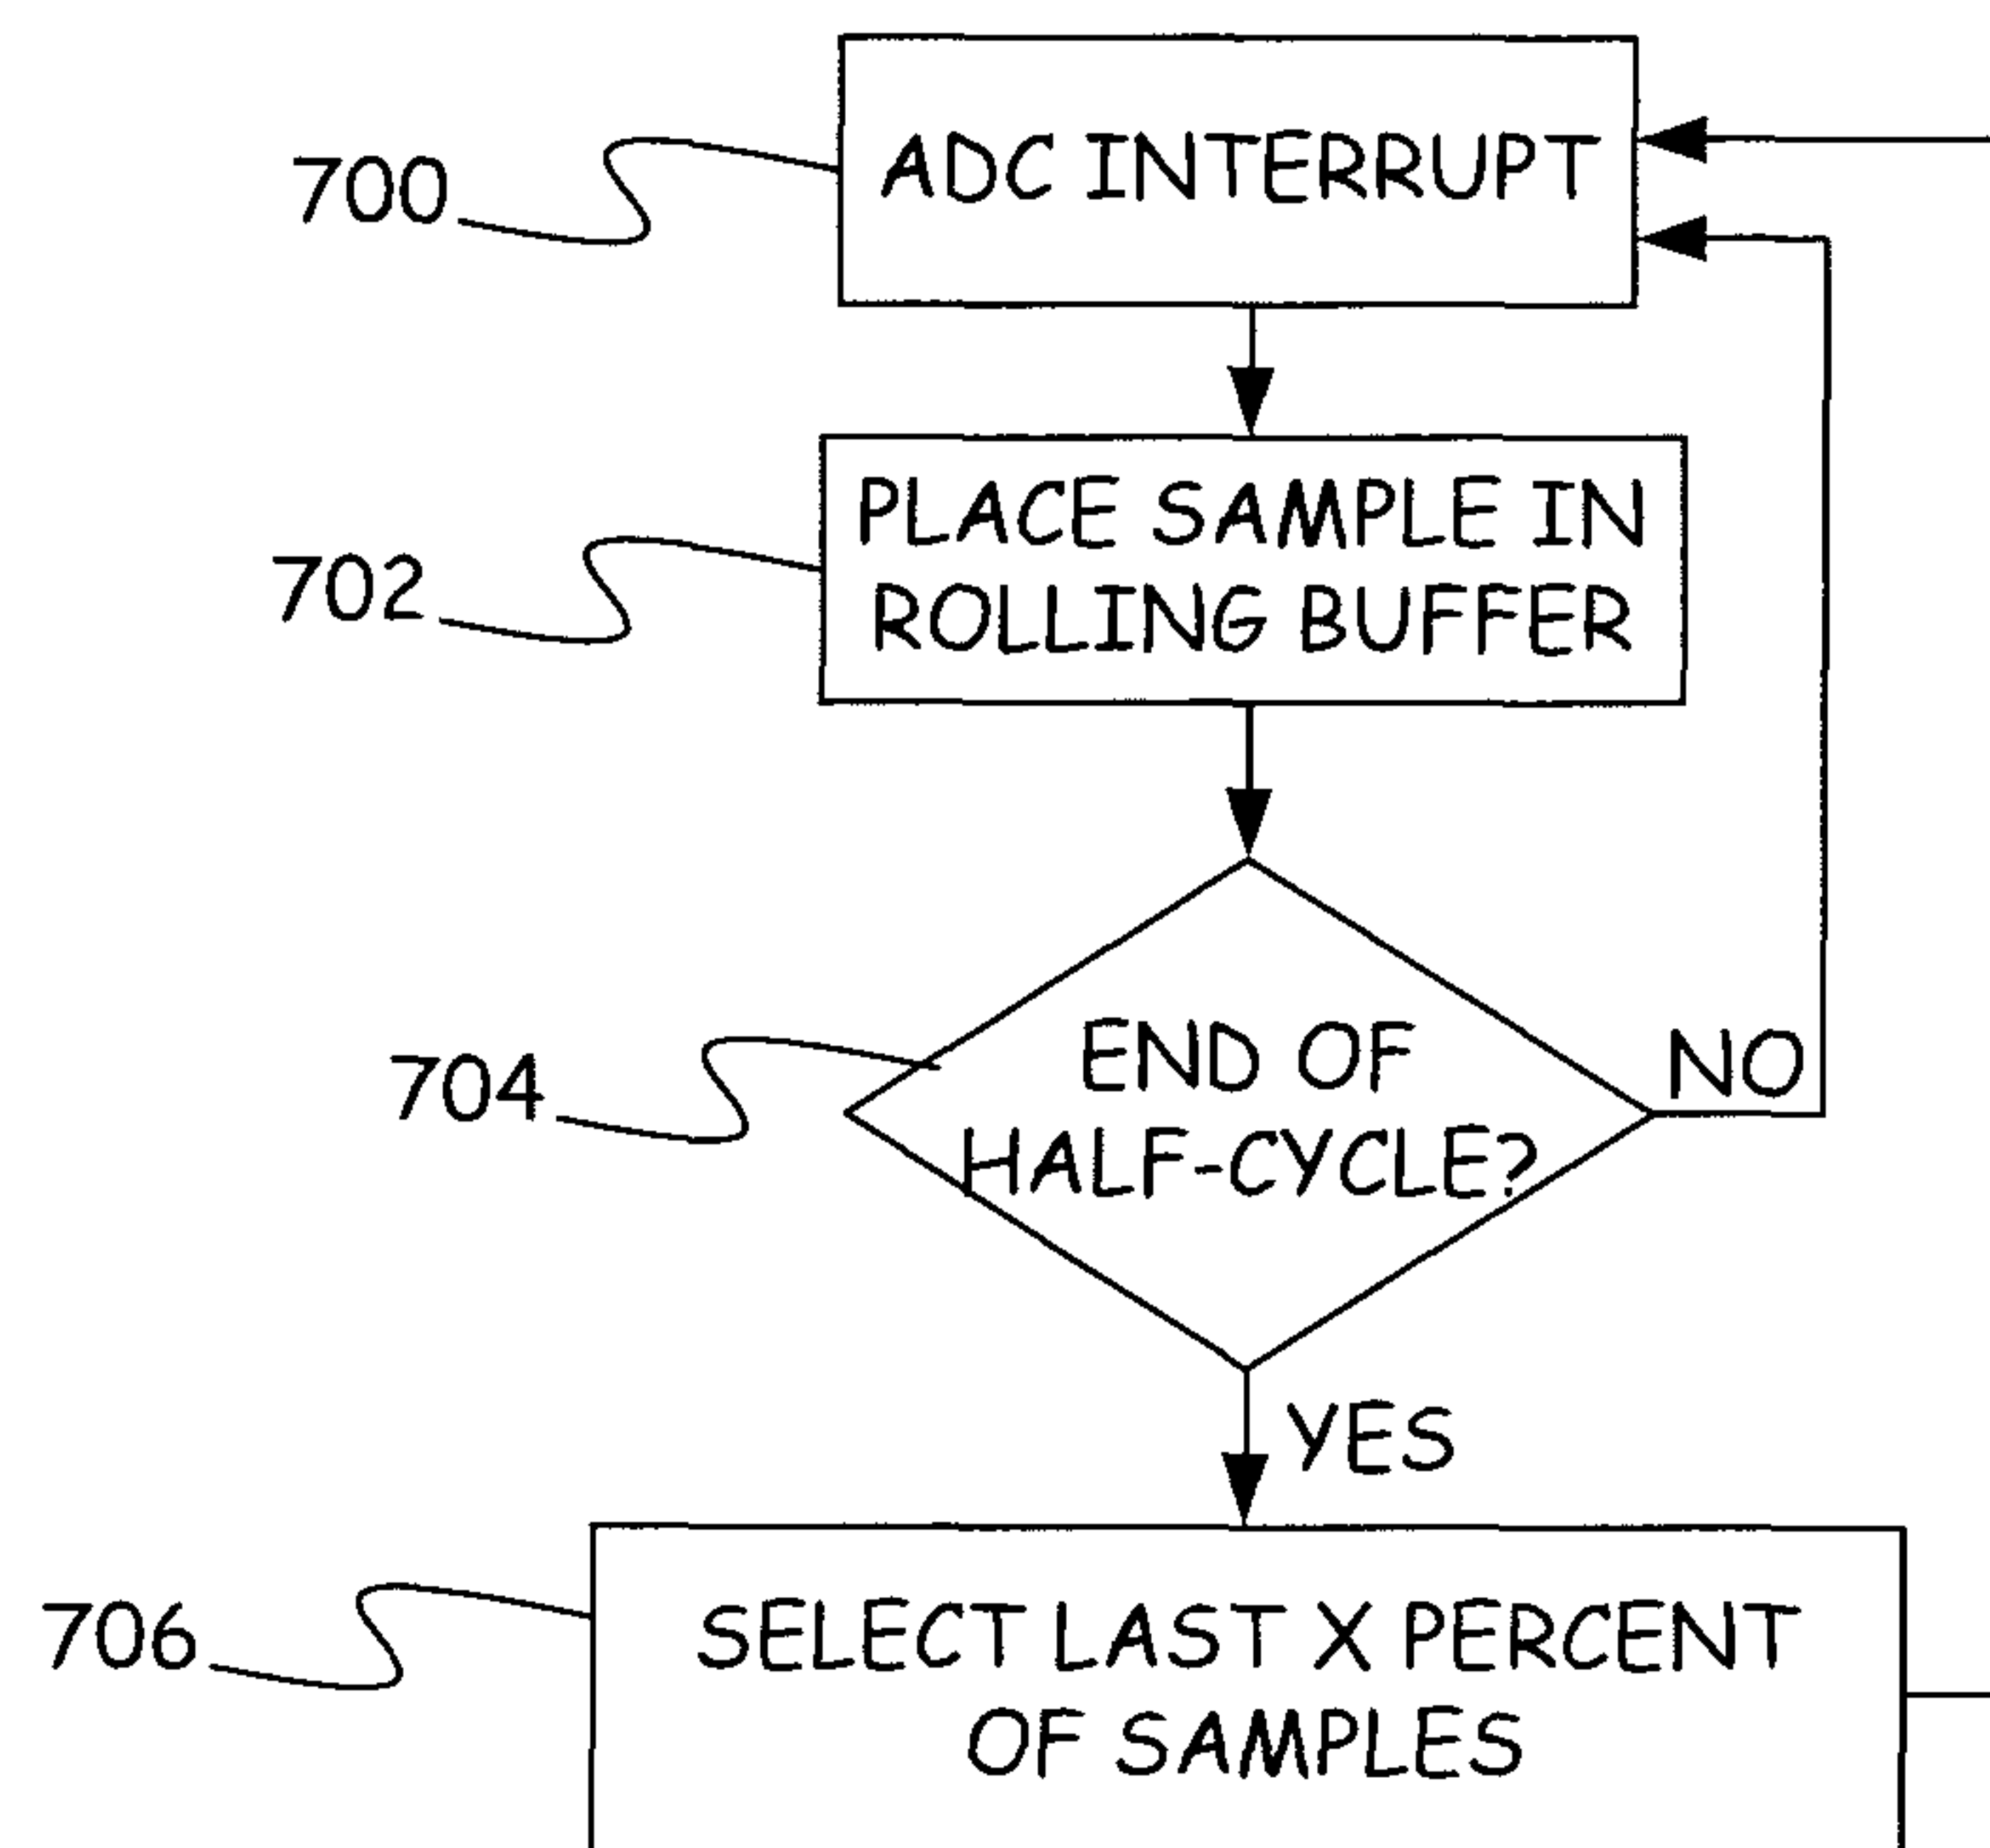 700
ADC INTERRUPT
702
PLACE SAMPLE IN
ROLLING BUFFER
704
END OF
HALF-CYCLE?
NO
YES
706
SELECT LAST X PERCENT
OF SAMPLES